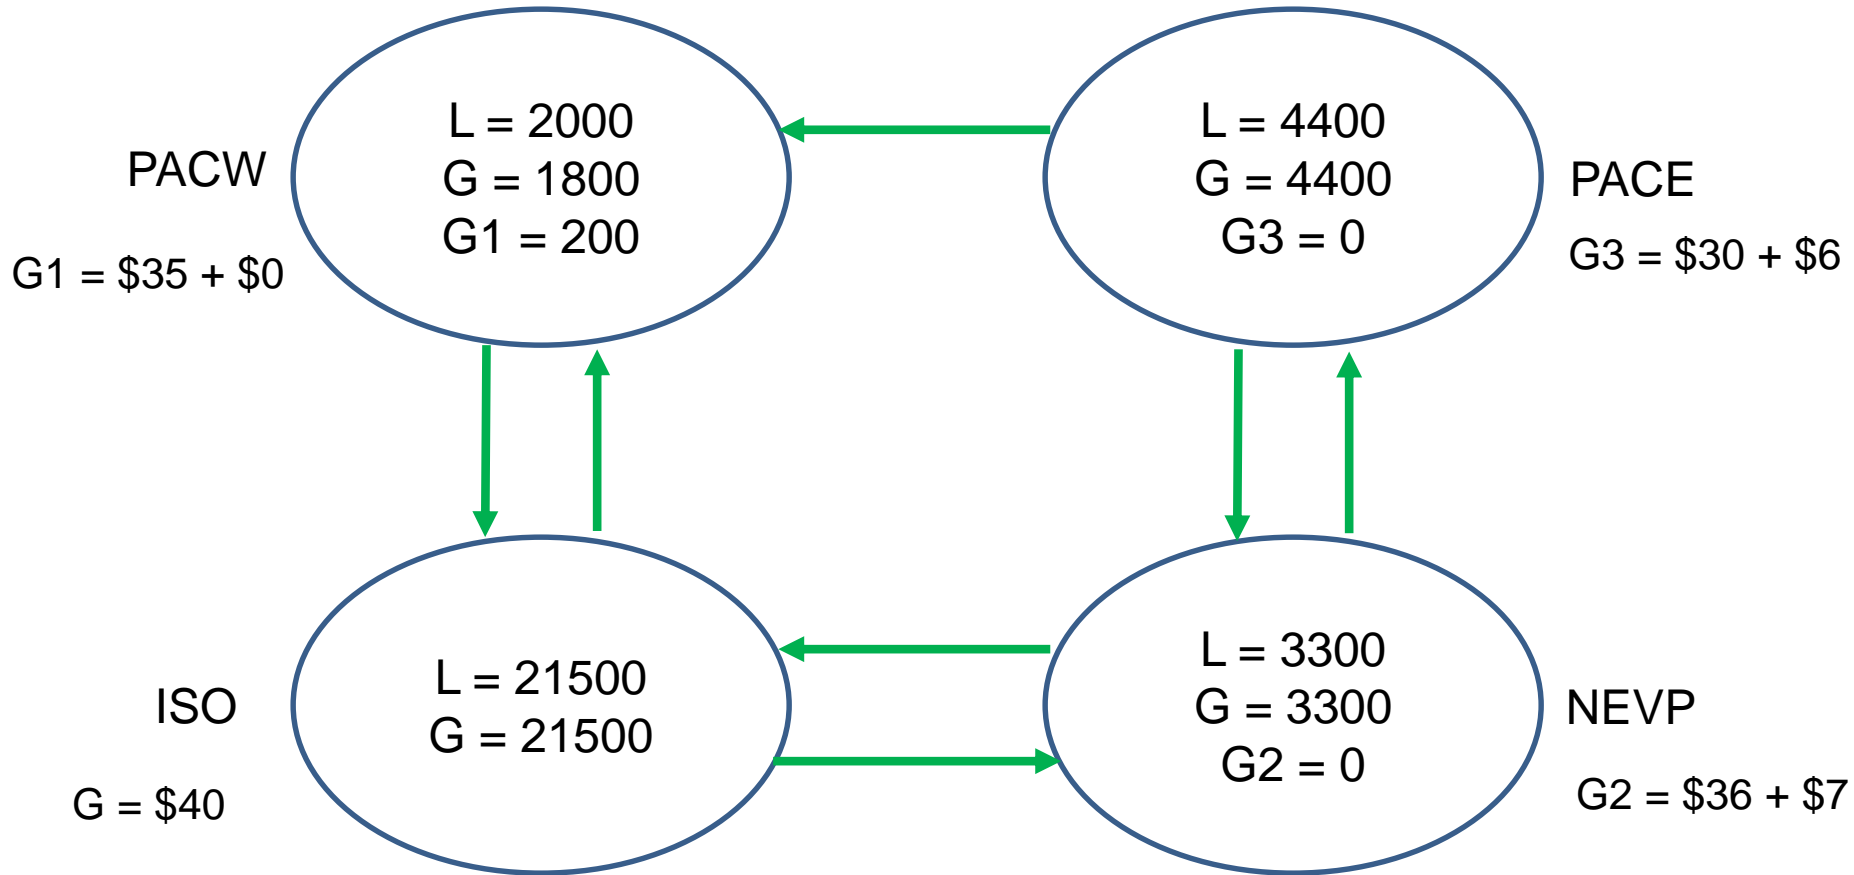 PACW
G1 = $35 + $0
L = 2000
G = 1800
G1 = 200
L = 4400
G = 4400
G3 = 0
PACE
G3 = $30 + $6
ISO
G = $40
L = 21500
G = 21500
L = 3300
G = 3300
G2 = 0
NEVP
G2 = $36 + $7